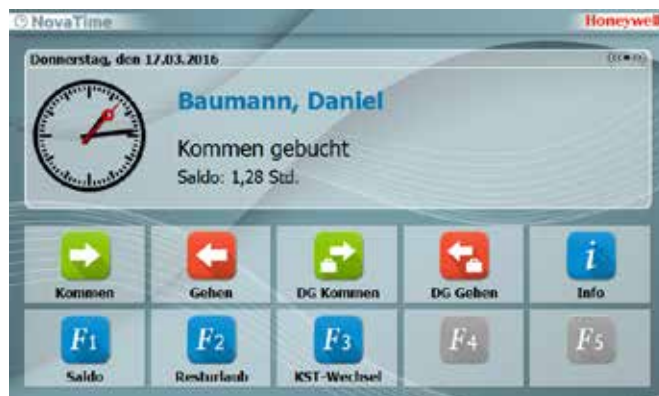 NovaTime
Honeywell
Donnerstag, den 17.03.2016
Baumann, Daniel
Kommen gebucht
Saldo: 1,28 Std.
Kommen
Gehen
DG Kommen
DG Gehen
i
Info
F1
F2
F3
F4
F5
Saldo
Resturlaub
KST-Wechsel